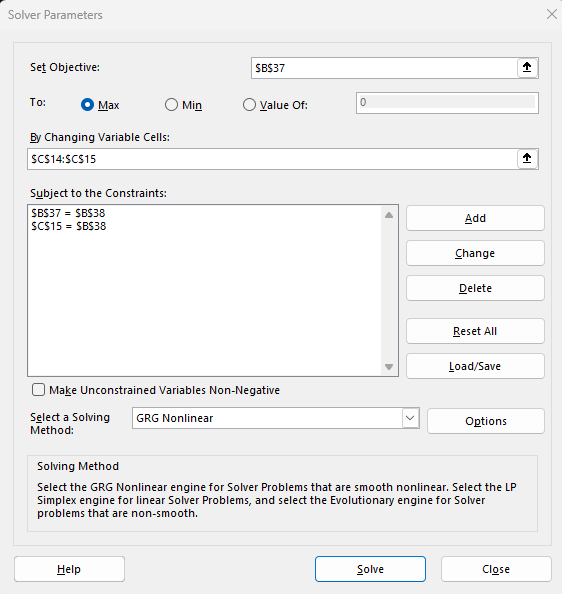 Solver Parameters
Set Objective:
$B$37
To:
Max
Min
Value Of:
0
By Changing Variable Cells:
$C$14:$C$15
Subject to the Constraints:
$B$37 = $B$38
$C$15 = $B$38
Add
Change
Delete
Reset All
Load/Save
Make Unconstrained Variables Non-Negative
Select a Solving
Method:
GRG Nonlinear
Options
Solving Method
Select the GRG Nonlinear engine for Solver Problems that are smooth nonlinear. Select the LP
Simplex engine for linear Solver Problems, and select the Evolutionary engine for Solver
problems that are non-smooth.
Help
Solve
Close